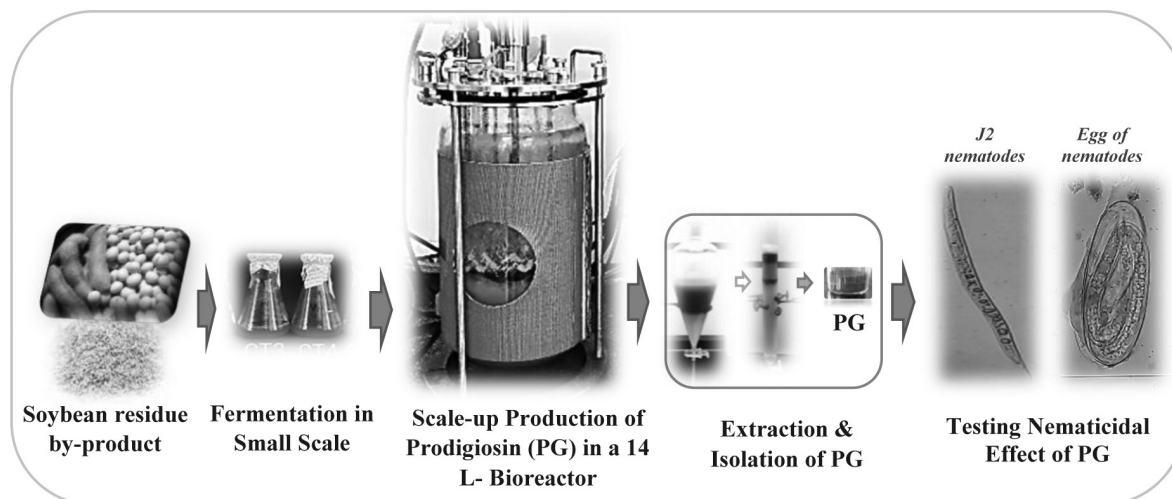 J2
nematodes
Egg of
nematodes
PG
Soybean residue
by-product
Fermentation in
Small Scale
Scale-up Production of
Prodigiosin (PG) in a 14
L- Bioreactor
Extraction &
Isolation of PG
Testing Nematicidal
Effect of PG